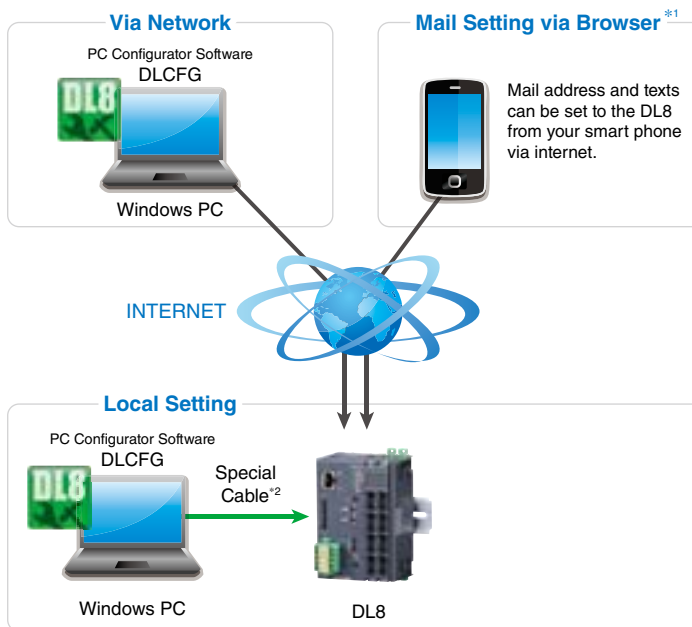 Via Network
PC Configurator Software
DLCFG
DL8
Windows PC
Mail Setting via Browser *1
Mail address and texts
can be set to the DL8
from your smart phone
via internet.
INTERNET
Local Setting
PC Configurator Software
DLCFG
DL8
Windows PC
Special
Cable*2
DL8